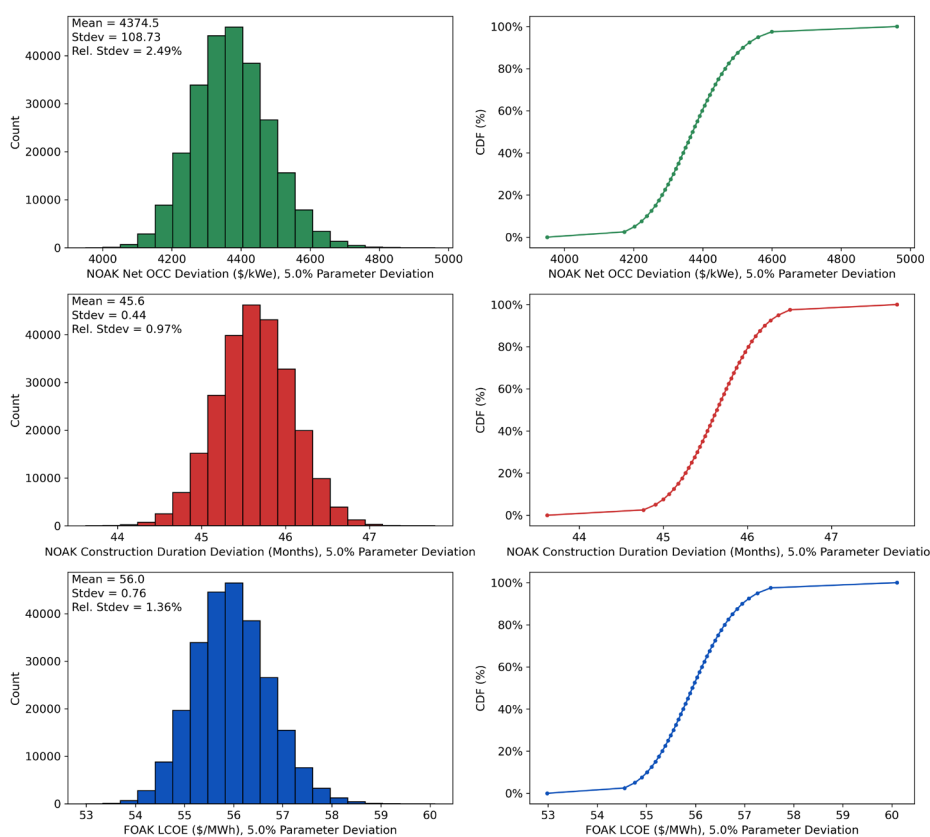 Mean = 4374.5
Stdev = 108.73
Rel. Stdev = 2.49%
Count
40000
30000
20000
10000
0
4000 4200 4400 4600 4800 5000
NOAK Net OCC Deviation ($/kWe), 5.0% Parameter Deviation
CDF (%)
100%
80%
60%
40%
20%
0%
4000 4200 4400 4600 4800 5000
NOAK Net OCC Deviation ($/kWe), 5.0% Parameter Deviation
Mean = 45.6
Stdev = 0.44
Rel. Stdev = 0.97%
Count
40000
30000
20000
10000
0
44 45 46 47
NOAK Construction Duration Deviation (Months), 5.0% Parameter Deviation
CDF (%)
100%
80%
60%
40%
20%
0%
44 45 46 47
NOAK Construction Duration Deviation (Months), 5.0% Parameter Deviatio
Mean = 56.0
Stdev = 0.76
Rel. Stdev = 1.36%
Count
40000
30000
20000
10000
0
53 54 55 56 57 58 59 60
FOAK LCOE ($/MWh), 5.0% Parameter Deviation
CDF (%)
100%
80%
60%
40%
20%
0%
53 54 55 56 57 58 59 60
FOAK LCOE ($/MWh), 5.0% Parameter Deviation